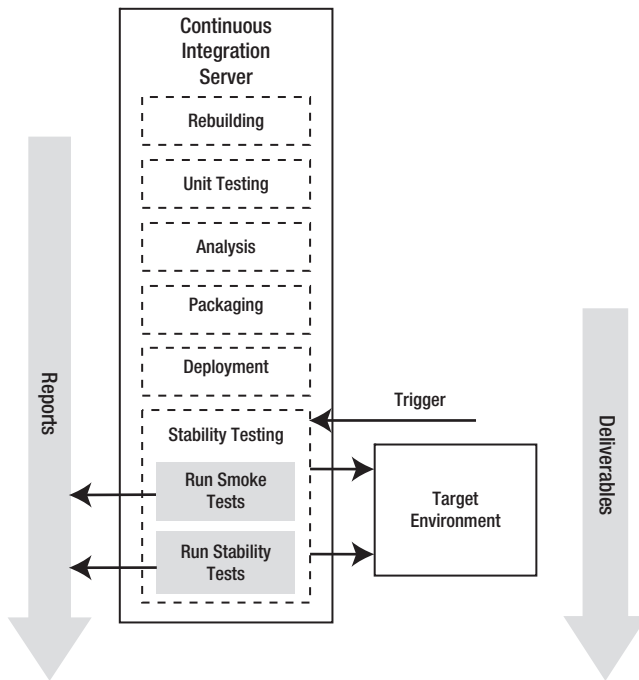 Continuous
Integration
Server
Rebuilding
Unit Testing
Analysis
Packaging
Deployment
Stability Testing
Run Smoke
Tests
Run Stability
Tests
Reports
Trigger
Target
Environment
Deliverables